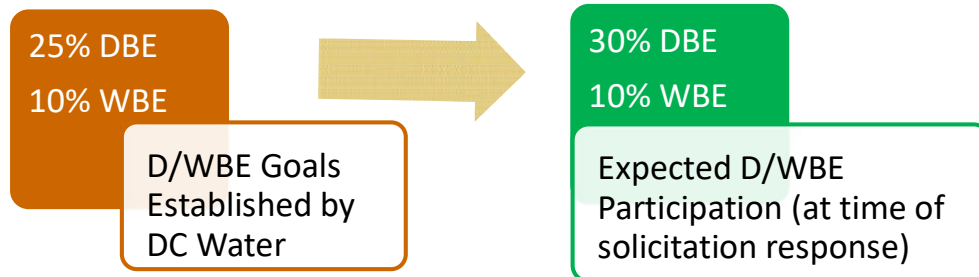 25% DBE
10% WBE
D/WBE Goals
Established by
DC Water
30% DBE
10% WBE
Expected D/WBE
Participation (at time of
solicitation response)